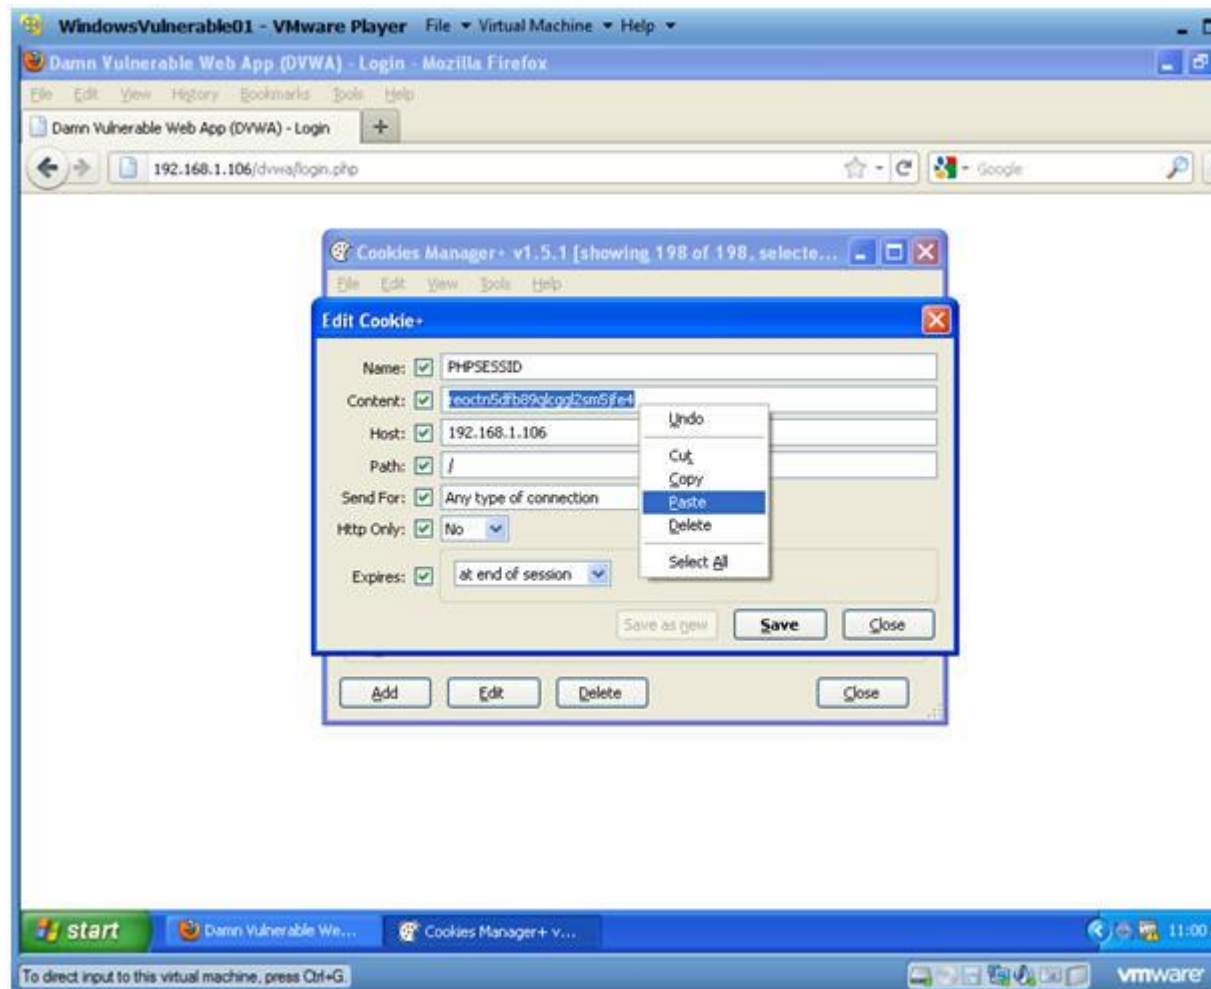 WindowsVulnerable01 - VMware Player File Virtual Machine Help
Damn Vulnerable Web App (DVWA) - Login - Mozilla Firefox
File Edit View History Bookmarks Tools Help
Damn Vulnerable Web App (DVWA) - Login
192.168.1.106/dvwa/login.php
Google
Cookies Manager+ v1.5.1 [showing 198 of 198, selecte...
File Edit View Tools Help
Edit Cookie+
Name: PHPSESSID
Content:
Host: 192.168.1.106
Path: /
Send For: Any type of connection
Http Only: No
Expires: at end of session
Undo
Cut
Copy
Paste
Delete
Select All
Save as new Save Close
Add Edit Delete Close
start Damn Vulnerable We... Cookies Manager+ v... 11:00
To direct input to this virtual machine, press Ctrl+G. vmware